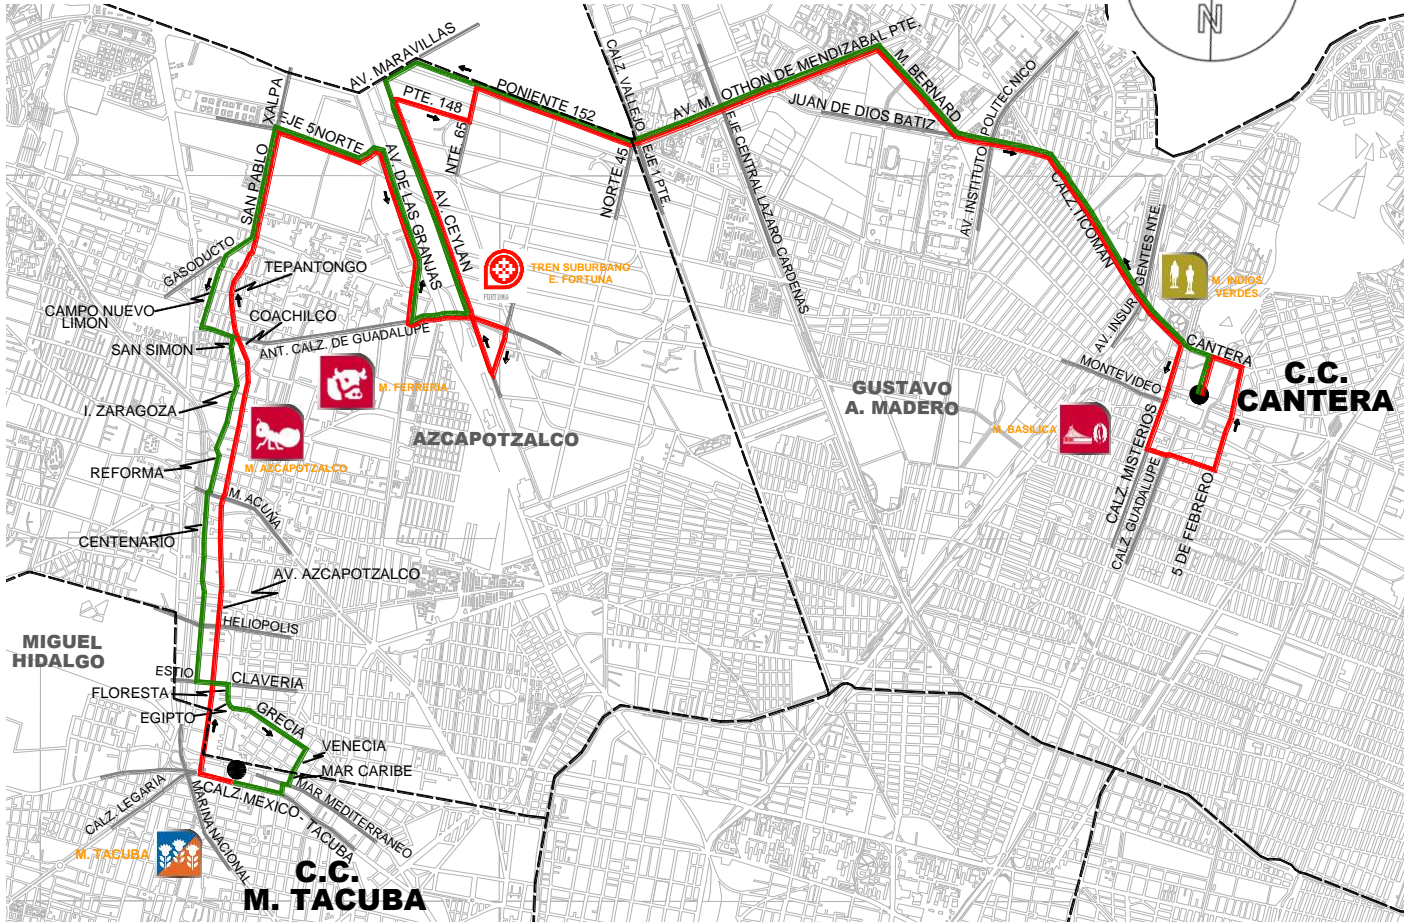 N
AV. MARAVILLAS
XALPA
SAN PABLO
EJE 5NORTE
PTE. 148
NTE. 65
PONIENTE 152
CALZ. VALLEJO
EJE 1 PTE.
NORTE 45
AV. M. OTHON DE MENDIZABAL PTE.
M. BERNARD
JUAN DE DIOS BATIZ
AV. INSTITUTO POLITECNICO
EJE CENTRAL LAZARO CARDENAS
CALZ. TICOMAN
AV. INSURGENTES NTE.
AV. DE LAS GRANJAS
AV. CEYLAN
GASODUCTO
TEPANTONGO
CAMPO NUEVO
LIMON
COACHILCO
SAN SIMON
ANT. CALZ. DE GUADALUPE
TREN SUBURBANO
E. FORTUNA
FORTUNA
M. INDIOS
VERDES
CANTERA
MONTEVIDEO
C.C.
CANTERA
M. FERRERIA
I. ZARAGOZA
GUSTAVO
A. MADERO
AZCAPOTZALCO
M. BASILICA
CALZ. MISTERIOS
CALZ. GUADALUPE
5 DE FEBRERO
REFORMA
M. AZCAPOTZALCO
M. ACUÑA
CENTENARIO
AV. AZCAPOTZALCO
HELIOPOLIS
MIGUEL
HIDALGO
ESTIO
CLAVERIA
FLORESTA
EGIPTO
GRECIA
VENECIA
MAR CARIBE
MAR MEDITERRANEO
CALZ.MEXICO - TACUBA
CALZ. LEGARIA
MARINA NACIONAL
M. TACUBA
C.C.
M. TACUBA